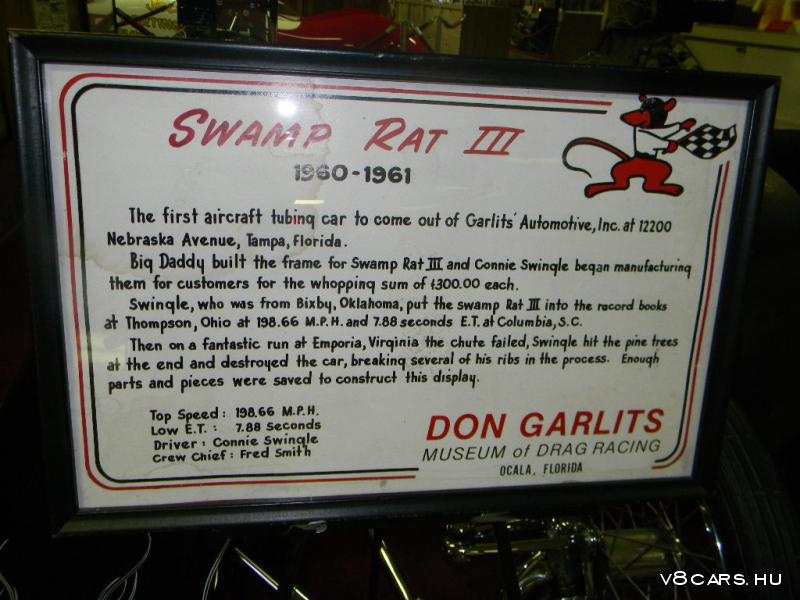 SWAMP RAT III
1960-1961
The first aircraft tubing car to come out of Garlits' Automotive, Inc. at 12200
Nebraska Avenue, Tampa, Florida.
Big Daddy built the frame for Swamp Rat III and Connie Swingle began manufacturing
them for customers for the whopping sum of $300.00 each.
Swingle, who was from Bixby, Oklahoma, put the swamp Rat III into the record books
at Thompson, Ohio at 198.66 M.P.H. and 7.88 seconds E.T. at Columbia, S.C.
Then on a fantastic run at Emporia, Virginia the chute failed, Swingle hit the pine trees
at the end and destroyed the car, breaking several of his ribs in the process. Enough
parts and pieces were saved to construct this display.
Top Speed: 198.66 M.P.H.
Low E.T.: 7.88 Seconds
Driver: Connie Swingle
Crew Chief: Fred Smith
DON GARLITS
MUSEUM of DRAG RACING
OCALA, FLORIDA
V8CARS.HU